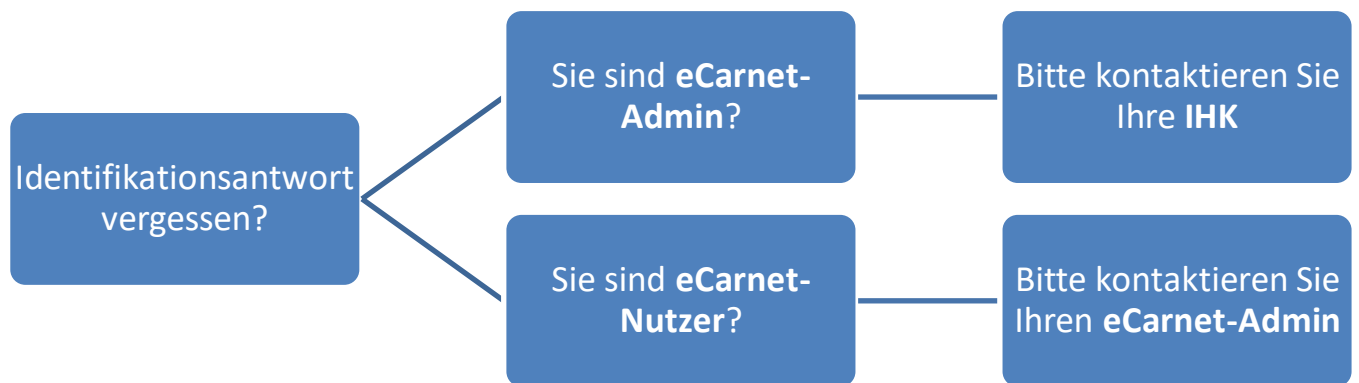 Identifikationsantwort
vergessen?
Sie sind eCarnet-
Admin?
Bitte kontaktieren Sie
Ihre IHK
Sie sind eCarnet-
Nutzer?
Bitte kontaktieren Sie
Ihren eCarnet-Admin